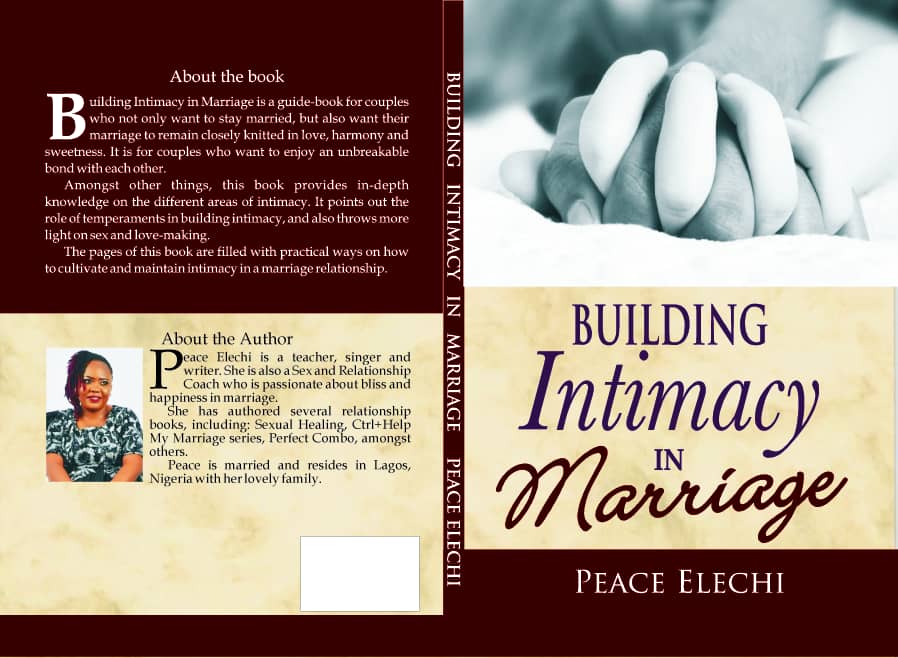 About the book
Building Intimacy in Marriage is a guide-book for couples
who not only want to stay married, but also want their
marriage to remain closely knitted in love, harmony and
sweetness. It is for couples who want to enjoy an unbreakable
bond with each other.
Amongst other things, this book provides in-depth
knowledge on the different areas of intimacy. It points out the
role of temperaments in building intimacy, and also throws more
light on sex and love-making.
The pages of this book are filled with practical ways on how
to cultivate and maintain intimacy in a marriage relationship.
About the Author
Peace Elechi is a teacher, singer and
writer. She is also a Sex and Relationship
Coach who is passionate about bliss and
happiness in marriage.
She has authored several relationship
books, including: Sexual Healing, Ctrl+Help
My Marriage series, Perfect Combo, amongst
others.
Peace is married and resides in Lagos,
Nigeria with her lovely family.
BUILDING INTIMACY IN MARRIAGE PEACE ELECHI
BUILDING
Intimacy
IN
Marriage
PEACE ELECHI